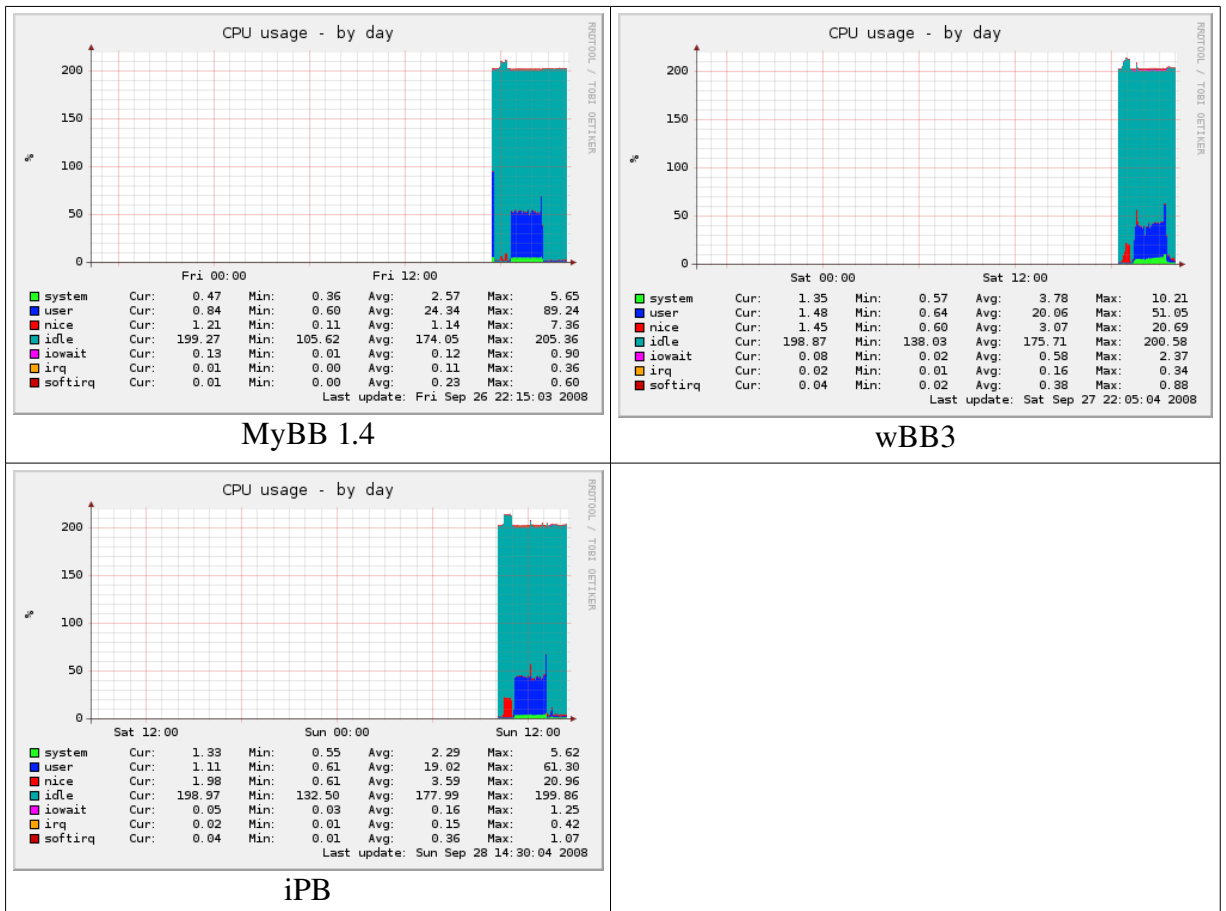 CPU usage - by day
RRDTOOL / TOBI OETIKER
%
200
150
100
50
0
Fri 00:00 Fri 12:00
system Cur: 0.47 Min: 0.36 Avg: 2.57 Max: 5.65
user Cur: 0.84 Min: 0.60 Avg: 24.34 Max: 89.24
nice Cur: 1.21 Min: 0.11 Avg: 1.14 Max: 7.36
idle Cur: 199.27 Min: 105.62 Avg: 174.05 Max: 205.36
iowait Cur: 0.13 Min: 0.01 Avg: 0.12 Max: 0.90
irq Cur: 0.01 Min: 0.00 Avg: 0.11 Max: 0.36
softirq Cur: 0.01 Min: 0.00 Avg: 0.23 Max: 0.60
Last update: Fri Sep 26 22:15:03 2008
MyBB 1.4
CPU usage - by day
RRDTOOL / TOBI OETIKER
%
200
150
100
50
0
Sat 00:00 Sat 12:00
system Cur: 1.35 Min: 0.57 Avg: 3.78 Max: 10.21
user Cur: 1.48 Min: 0.64 Avg: 20.06 Max: 51.05
nice Cur: 1.45 Min: 0.60 Avg: 3.07 Max: 20.69
idle Cur: 198.87 Min: 138.03 Avg: 175.71 Max: 200.58
iowait Cur: 0.08 Min: 0.02 Avg: 0.58 Max: 2.37
irq Cur: 0.02 Min: 0.01 Avg: 0.16 Max: 0.34
softirq Cur: 0.04 Min: 0.02 Avg: 0.38 Max: 0.88
Last update: Sat Sep 27 22:05:04 2008
wBB3
CPU usage - by day
RRDTOOL / TOBI OETIKER
%
200
150
100
50
0
Sat 12:00 Sun 00:00 Sun 12:00
system Cur: 1.33 Min: 0.55 Avg: 2.29 Max: 5.62
user Cur: 1.11 Min: 0.61 Avg: 19.02 Max: 61.30
nice Cur: 1.98 Min: 0.61 Avg: 3.59 Max: 20.96
idle Cur: 198.97 Min: 132.50 Avg: 177.99 Max: 199.86
iowait Cur: 0.05 Min: 0.03 Avg: 0.16 Max: 1.25
irq Cur: 0.02 Min: 0.01 Avg: 0.15 Max: 0.42
softirq Cur: 0.04 Min: 0.01 Avg: 0.36 Max: 1.07
Last update: Sun Sep 28 14:30:04 2008
iPB